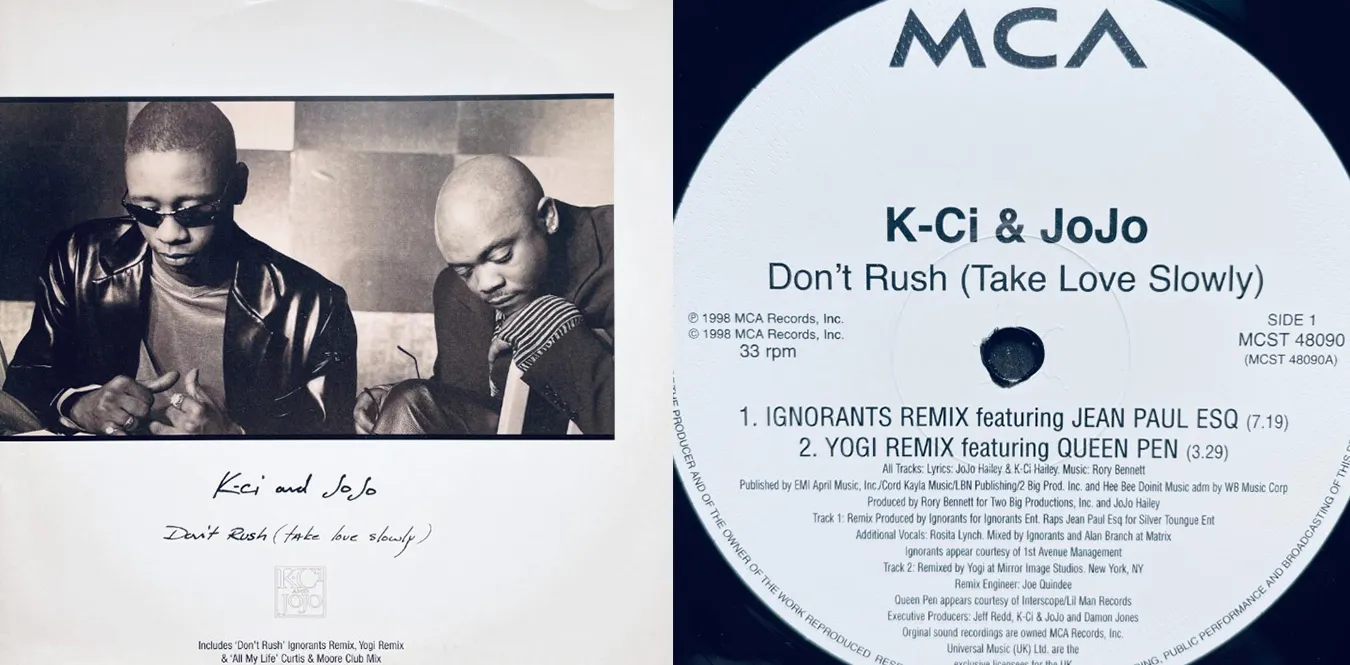 K-Ci and JoJo
Don't Rush (take love slowly)
K-Ci
AND
JoJo
Includes 'Don't Rush' Ignorants Remix, Yogi Remix
& 'All My Life' Curtis & Moore Club Mix
MCA
K-Ci & JoJo
Don't Rush (Take Love Slowly)
℗ 1998 MCA Records, Inc.
© 1998 MCA Records, Inc.
33 rpm
SIDE 1
MCST 48090
(MCST 48090A)
1. IGNORANTS REMIX featuring JEAN PAUL ESQ (7.19)
2. YOGI REMIX featuring QUEEN PEN (3.29)
All Tracks: Lyrics: JoJo Hailey & K-Ci Hailey. Music: Rory Bennett
Published by EMI April Music, Inc./Cord Kayla Music/LBN Publishing/2 Big Prod. Inc. and Hee Bee Doinit Music adm by WB Music Corp
Produced by Rory Bennett for Two Big Productions, Inc. and JoJo Hailey
Track 1: Remix Produced by Ignorants for Ignorants Ent. Raps Jean Paul Esq for Silver Toungue Ent
Additional Vocals: Rosita Lynch. Mixed by Ignorants and Alan Branch at Matrix
Ignorants appear courtesy of 1st Avenue Management
Track 2: Remixed by Yogi at Mirror Image Studios. New York, NY
Remix Engineer: Joe Quindee
Queen Pen appears courtesy of Interscope/Lil Man Records
Executive Producers: Jeff Redd, K-Ci & JoJo and Damon Jones
Orginal sound recordings are owned MCA Records, Inc.
Universal Music (UK) Ltd. are the
exclusive licensees for the UK
THE PRODUCER AND OF THE OWNER OF THE WORK REPRODUCED
PUBLIC PERFORMANCE AND BROADCASTING OF THIS